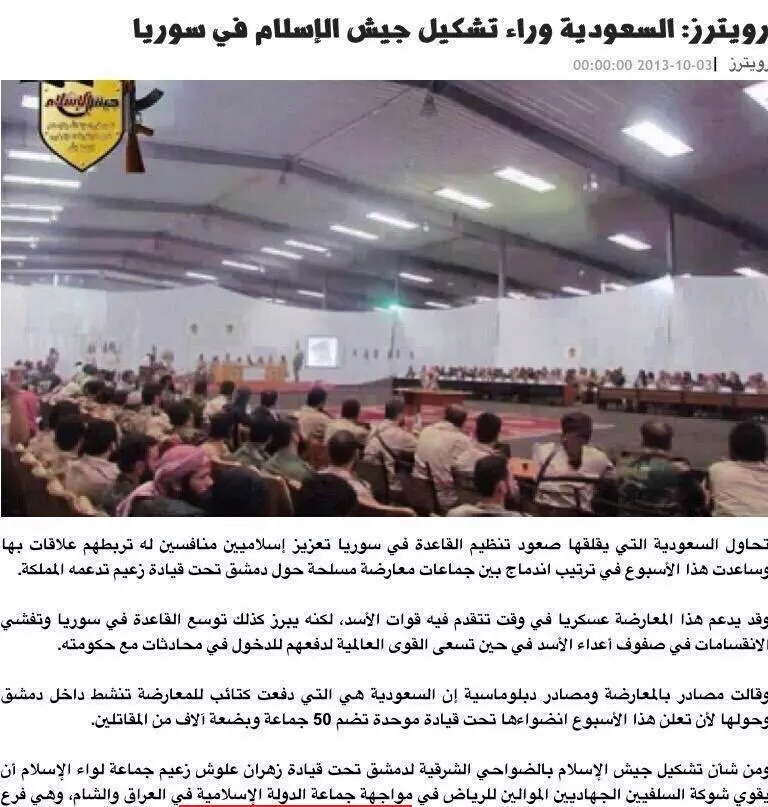 رويترز: السعودية وراء تشكيل جيش الإسلام في سوريا
رويترز | 2013-10-03 00:00:00
جيش الإسلام
تحاول السعودية التي يقلقها صعود تنظيم القاعدة في سوريا تعزيز إسلاميين منافسين له تربطهم علاقات بها
وساعدت هذا الأسبوع في ترتيب اندماج بين جماعات معارضة مسلحة حول دمشق تحت قيادة زعيم تدعمه المملكة.
وقد يدعم هذا المعارضة عسكريا في وقت تتقدم فيه قوات الأسد، لكنه يبرز كذلك توسع القاعدة في سوريا وتفشي
الانقسامات في صفوف أعداء الأسد في حين تسعى القوى العالمية لدفعهم للدخول في محادثات مع حكومته.
وقالت مصادر بالمعارضة ومصادر دبلوماسية إن السعودية هي التي دفعت كتائب للمعارضة تنشط داخل دمشق
وحولها لأن تعلن هذا الأسبوع انضواءها تحت قيادة موحدة تضم 50 جماعة وبضعة آلاف من المقاتلين.
ومن شأن تشكيل جيش الإسلام بالضواحي الشرقية لدمشق تحت قيادة زهران علوش زعيم جماعة لواء الإسلام أن
يقوي شوكة السلفيين الجهاديين الموالين للرياض في مواجهة جماعة الدولة الإسلامية في العراق والشام، وهي فرع